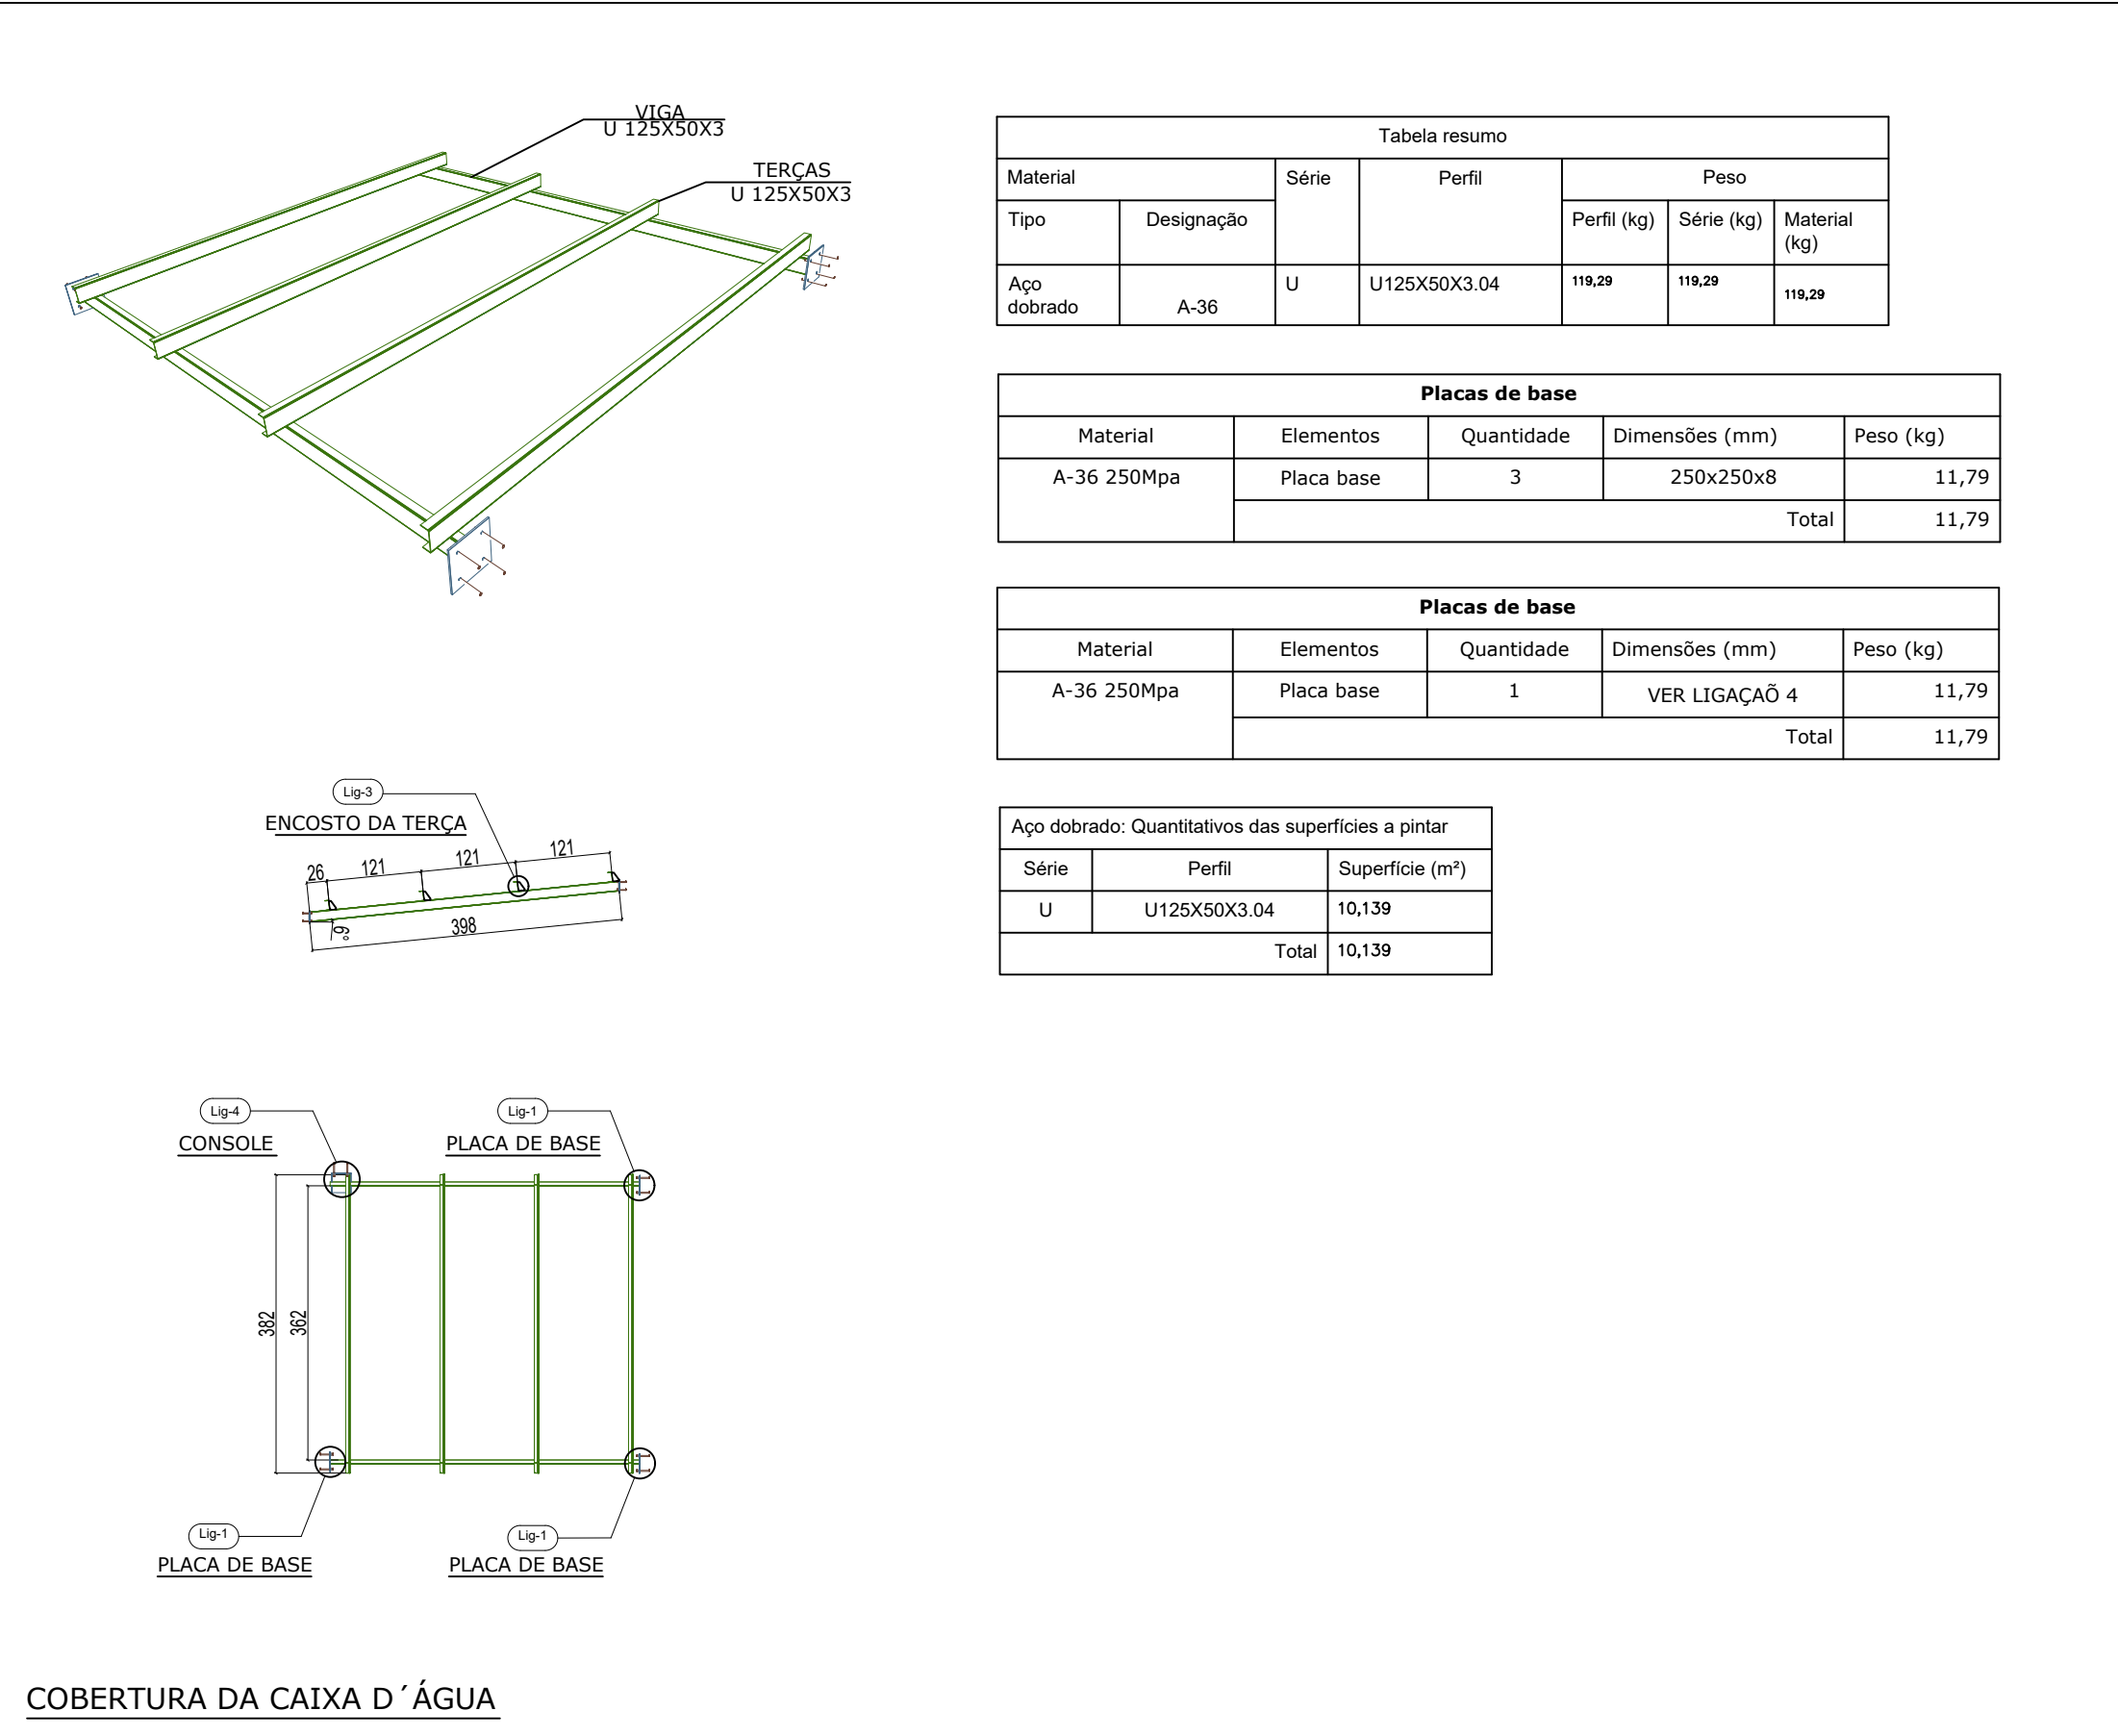 VIGA
U 125X50X3
TERÇAS
U 125X50X3
Tabela resumo
Material Série Perfil Peso
Tipo Designação Perfil (kg) Série (kg) Material
(kg)
Aço
dobrado A-36 U U125X50X3.04 119,29 119,29 119,29
Placas de base
Material Elementos Quantidade Dimensões (mm) Peso (kg)
A-36 250Mpa Placa base 3 250x250x8 11,79
Total 11,79
Placas de base
Material Elementos Quantidade Dimensões (mm) Peso (kg)
A-36 250Mpa Placa base 1 VER LIGAÇAÕ 4 11,79
Total 11,79
Lig-3
ENCOSTO DA TERÇA
26 121 121 121
6°
398
Aço dobrado: Quantitativos das superfícies a pintar
Série Perfil Superfície (m²)
U U125X50X3.04 10,139
Total 10,139
Lig-4
CONSOLE
Lig-1
PLACA DE BASE
382
362
Lig-1
PLACA DE BASE
Lig-1
PLACA DE BASE
COBERTURA DA CAIXA D´ÁGUA